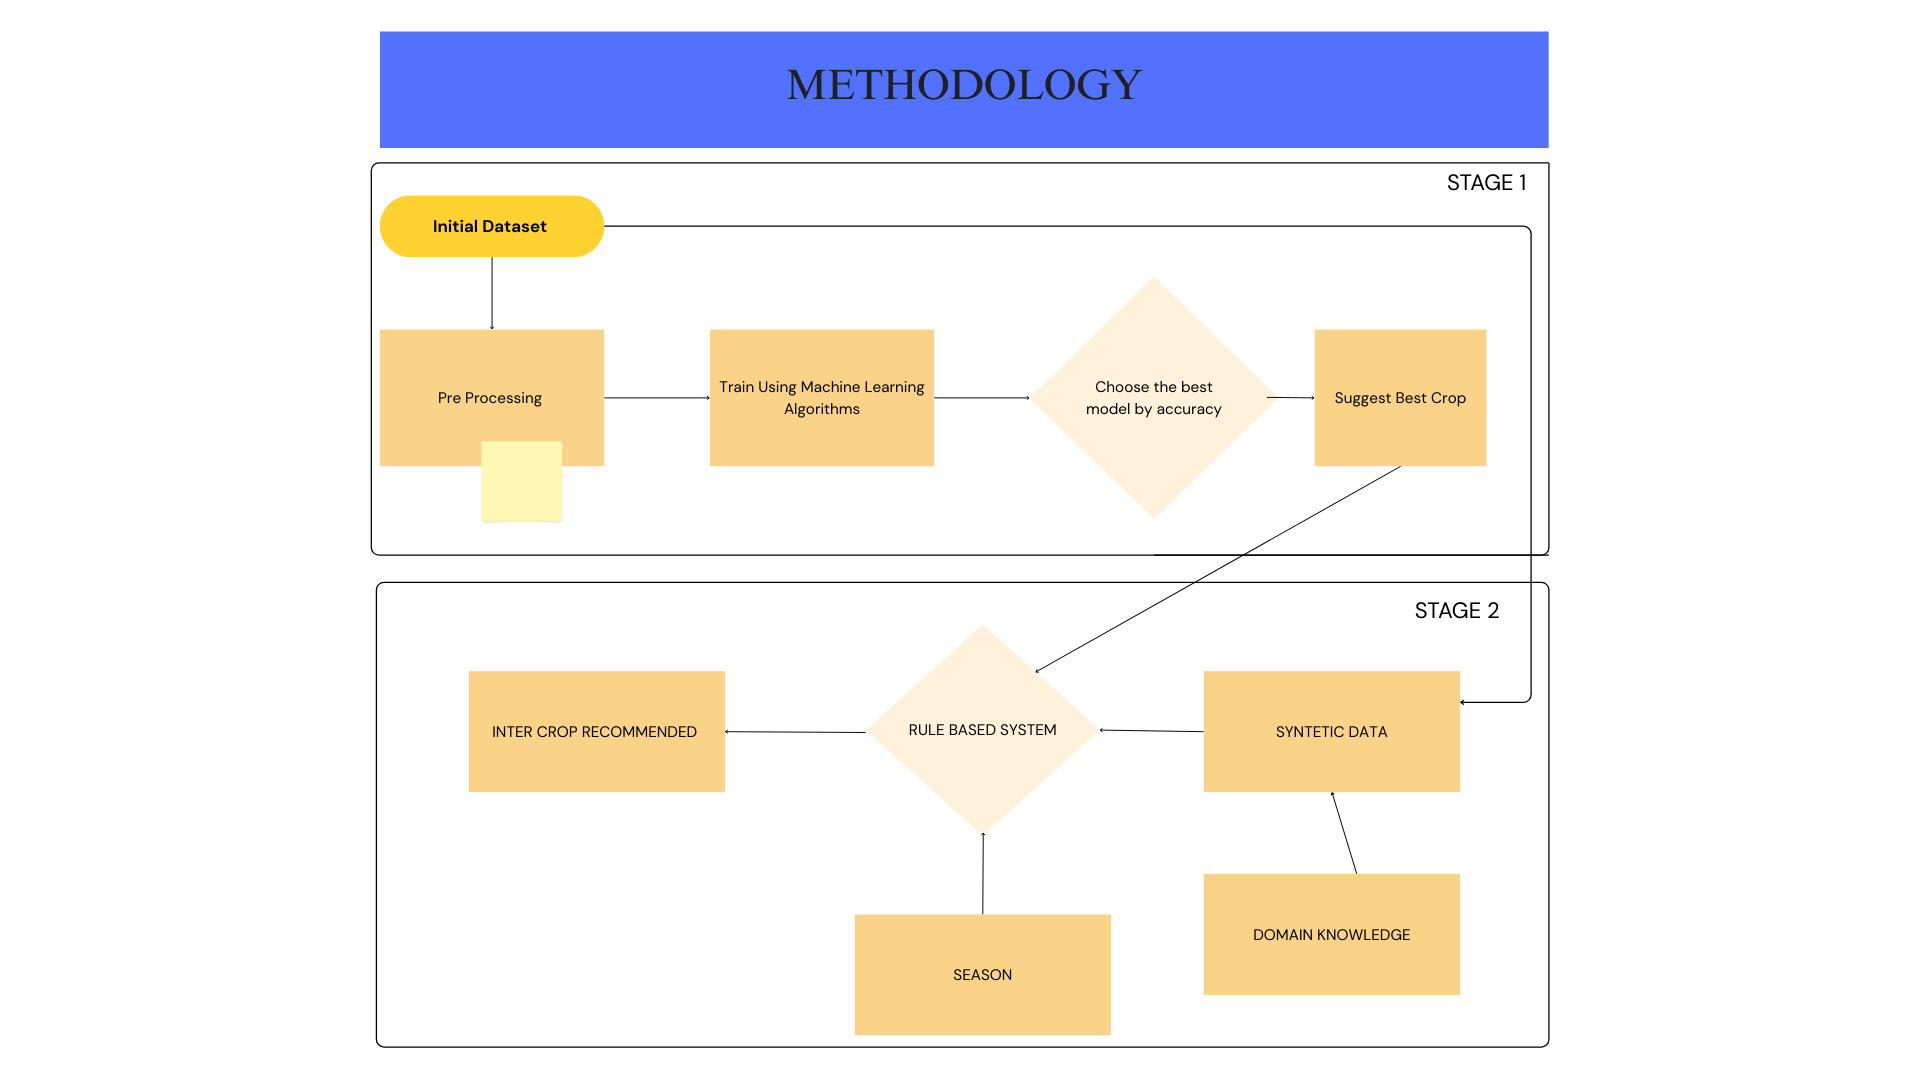 METHODOLOGY
STAGE 1
Initial Dataset
Pre Processing
Train Using Machine Learning
Algorithms
Choose the best
model by accuracy
Suggest Best Crop
STAGE 2
INTER CROP RECOMMENDED
RULE BASED SYSTEM
SYNTETIC DATA
DOMAIN KNOWLEDGE
SEASON